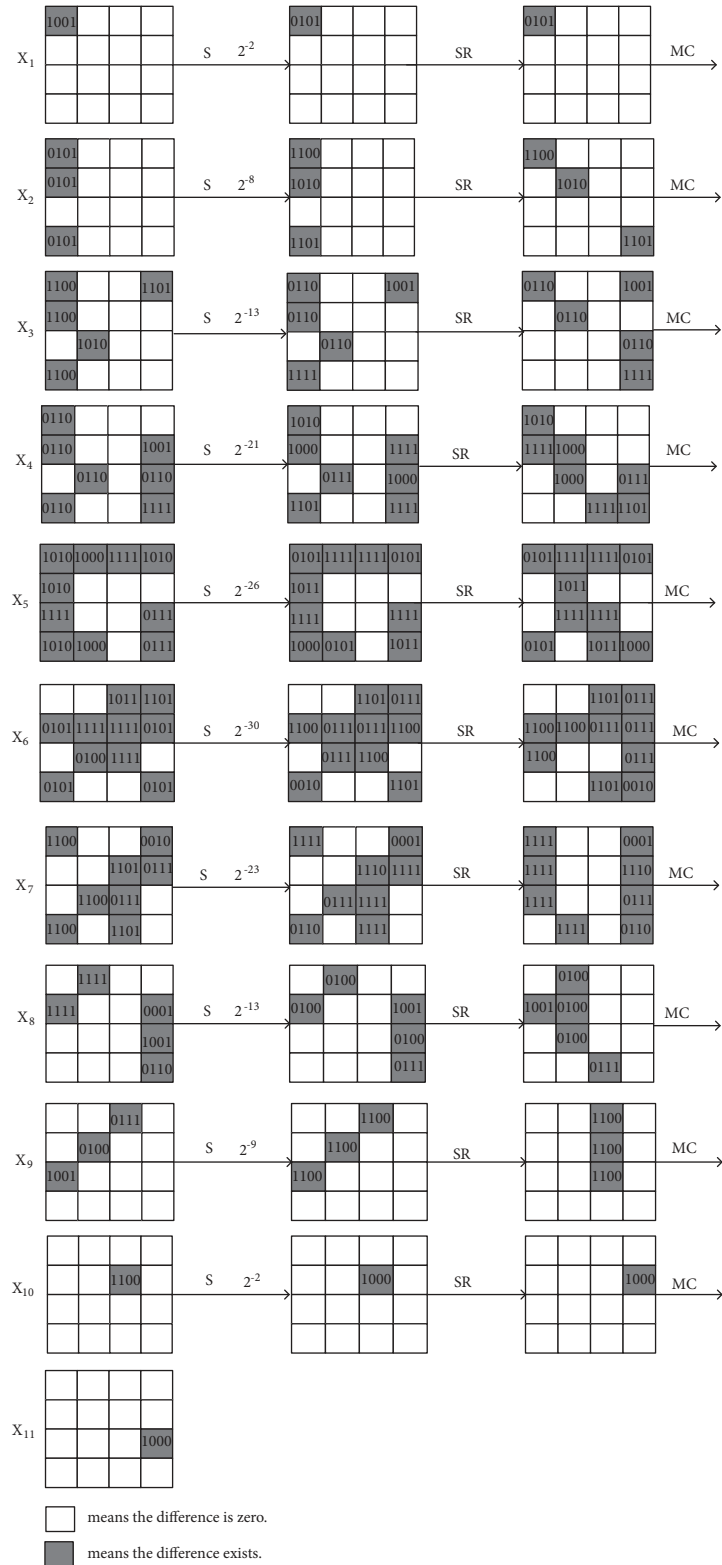 1001 0101 0101
X1 S 2-2 SR MC
0101 1100 1100
0101 1010 1010
X2 S 2-8 SR MC
0101 1101 1101
1100 1101 0110 1001 0110 1001
1100 0110 0110
X3 S 2-13 SR MC
1010 0110 0110
1100 1111 1111
0110 1010 1010
0110 1001 1000 1111 1111 1000
X4 S 2-21 SR MC
0110 0110 0111 1000 1000 0111
0110 1111 1101 1111 1111 1101
1010 1000 1111 1010 0101 1111 1111 0101 0101 1111 1111 0101
1010 1011 1011
X5 S 2-26 SR MC
1111 0111 1111 1111 1111 1111
1010 1000 0111 1000 0101 1011 0101 1011 1000
1011 1101 1101 0111 1101 0111
0101 1111 1111 0101 1100 0111 0111 1100 1100 1100 0111 0111
X6 S 2-30 SR MC
0100 1111 0111 1100 1100 0111
0101 0101 0010 1101 1101 0010
1100 0010 1111 0001 1111 0001
1101 0111 1110 1111 1111 1110
X7 S 2-23 SR MC
1100 0111 0111 1111 1111 0111
1100 1101 0110 1111 1111 0110
1111 0100 0100
1111 0001 0100 1001 1001 0100
X8 S 2-13 SR MC
1001 0100 0100
0110 0111 0111
0111 1100 1100
0100 1100 1100
X9 S 2-9 SR MC
1001 1100 1100
1100 1000 1000
X10 S 2-2 SR MC
X11
1000
means the difference is zero.
means the difference exists.